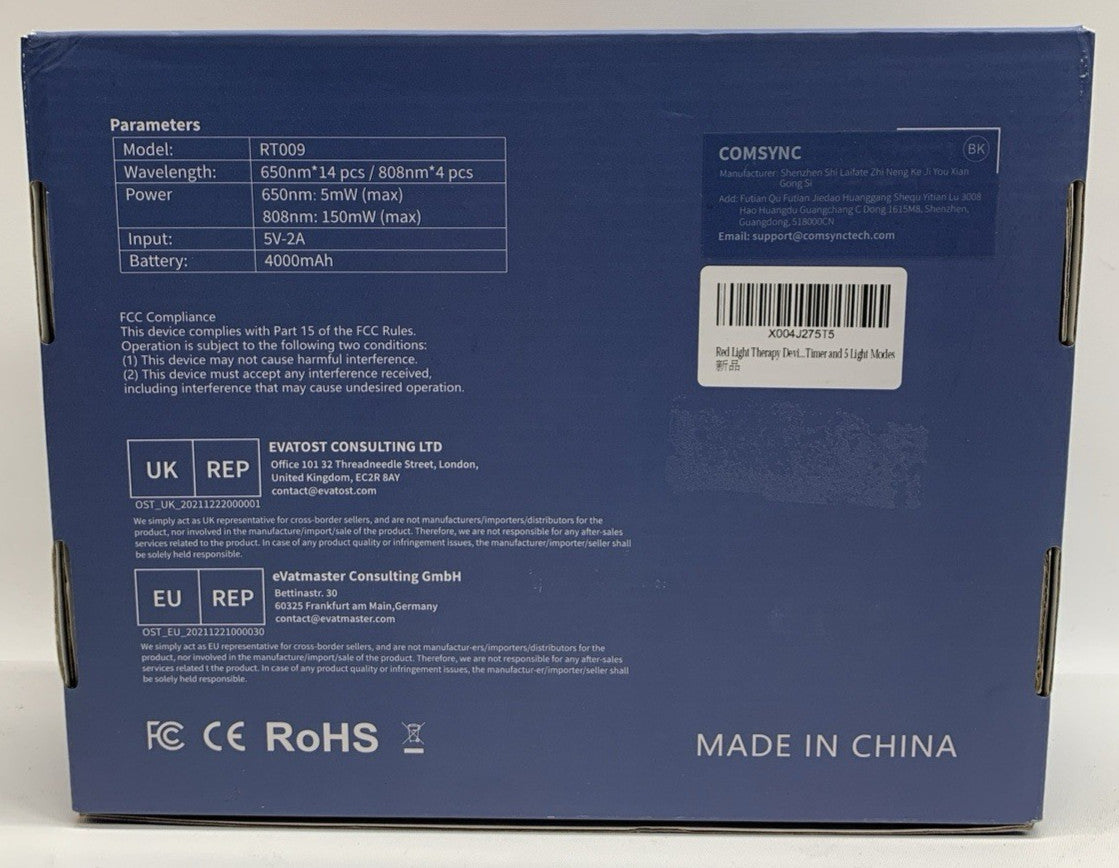 Parameters
Model: RT009
Wavelength: 650nm*14 pcs / 808nm*4 pcs
Power 650nm: 5mW (max)
808nm: 150mW (max)
Input: 5V-2A
Battery: 4000mAh
FCC Compliance
This device complies with Part 15 of the FCC Rules.
Operation is subject to the following two conditions:
(1) This device may not cause harmful interference.
(2) This device must accept any interference received,
including interference that may cause undesired operation.
UK REP
OST_UK_20211222000001
EVATOST CONSULTING LTD
Office 101 32 Threadneedle Street, London,
United Kingdom, EC2R 8AY
contact@evatost.com
We simply act as UK representative for cross-border sellers, and are not manufacturers/importers/distributors for the
product, nor involved in the manufacture/import/sale of the product. Therefore, we are not responsible for any after-sales
services related to the product. In case of any product quality or infringement issues, the manufacturer/importer/seller shall
be solely held responsible.
EU REP
OST_EU_20211221000030
eVatmaster Consulting GmbH
Bettinastr. 30
60325 Frankfurt am Main,Germany
contact@evatmaster.com
We simply act as EU representative for cross-border sellers, and are not manufactur-ers/importers/distributors for the
product, nor involved in the manufacture/import/sale of the product. Therefore, we are not responsible for any after-sales
services related t the product. In case of any product quality or infringement issues, the manufactur-er/importer/seller shall
be solely held responsible.
FC CE RoHS
COMSYNC
BK
Manufacturer: Shenzhen Shi Laifate Zhi Neng Ke Ji You Xian
Gong Si
Add: Futian Qu Futian Jiedao Huanggang Shequ Yitian Lu 3008
Hao Huangdu Guangchang C Dong 1615M8, Shenzhen,
Guangdong, 518000CN
Email: support@comsynctech.com
X004J275T5
Red Light Therapy Devi...Timer and 5 Light Modes
新品
MADE IN CHINA